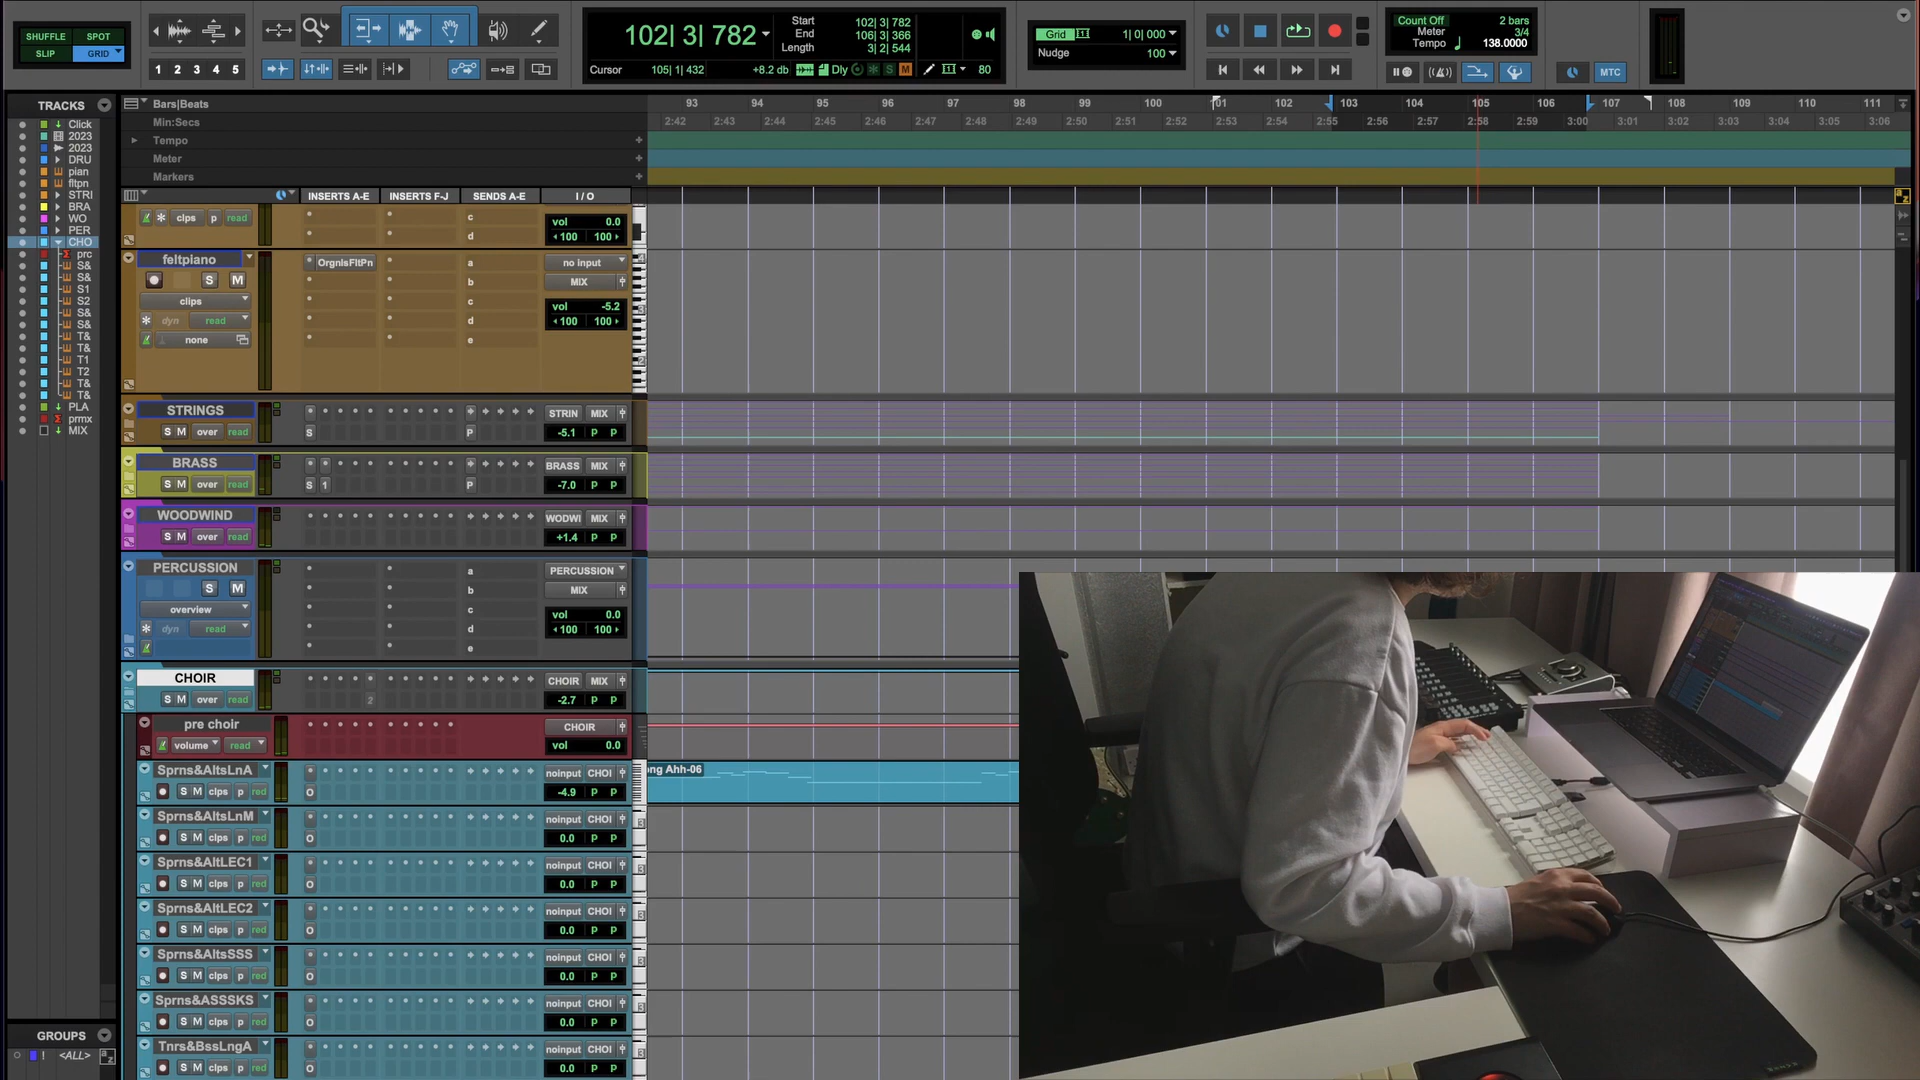 SHUFFLE SPOT
SLIP GRID
1 2 3 4 5
102| 3| 782
Start 102| 3| 782
End 106| 3| 366
Length 3| 2| 544
Cursor 105| 1| 432 +8.2 db Dly S M 80
Grid 1| 0| 000
Nudge 100
Count Off 2 bars
Meter 3/4
Tempo 138.0000
MTC
TRACKS
Click
2023
2023
DRU
pian
fltpn
STRI
BRA
WO
PER
CHO
prc
S&
S&
S1
S2
S&
S&
T&
T&
T1
T2
T&
T&
PLA
prmx
MIX
GROUPS
! <ALL>
Bars|Beats 93 94 95 96 97 98 99 100 101 102 103 104 105 106 107 108 109 110 111
Min:Secs 2:42 2:43 2:45 2:46 2:47 2:48 2:50 2:51 2:53 2:54 2:55 2:56 2:57 2:58 2:59 3:00 3:01 3:02 3:03 3:04 3:05 3:06
Tempo
Meter
Markers
INSERTS A-E INSERTS F-J SENDS A-E I / O
clps p read c vol 0.0
d 100 100
feltpiano OrgnlsFltPn a no input
S M b MIX
clips c vol -5.2
dyn read d 100 100
none e
STRINGS STRIN MIX
S M over read S P -5.1 P P
BRASS BRASS MIX
S M over read S 1 P -7.0 P P
WOODWIND WODWI MIX
S M over read +1.4 P P
PERCUSSION a PERCUSSION
S M b MIX
overview c vol 0.0
dyn read d 100 100
e
CHOIR CHOIR MIX
S M over read 2 -2.7 P P
pre choir CHOIR
volume read vol 0.0
Sprns&AltsLnA noinput CHOI ong Ahh-06
S M clps p red O -4.9 P P
Sprns&AltsLnM noinput CHOI
S M clps p red O 0.0 P P
Sprns&AltLEC1 noinput CHOI
S M clps p red O 0.0 P P
Sprns&AltLEC2 noinput CHOI
S M clps p red O 0.0 P P
Sprns&AltsSSS noinput CHOI
S M clps p red O 0.0 P P
Sprns&ASSSKS noinput CHOI
S M clps p red O 0.0 P P
Tnrs&BssLngA noinput CHOI
S M clps p red O 0.0 P P